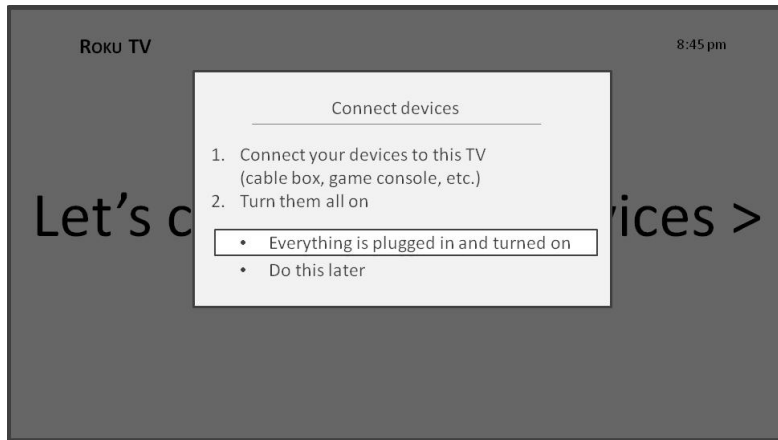 Roku TV
8:45 pm
Connect devices
1. Connect your devices to this TV
(cable box, game console, etc.)
2. Turn them all on
Let's c ices >
• Everything is plugged in and turned on
• Do this later